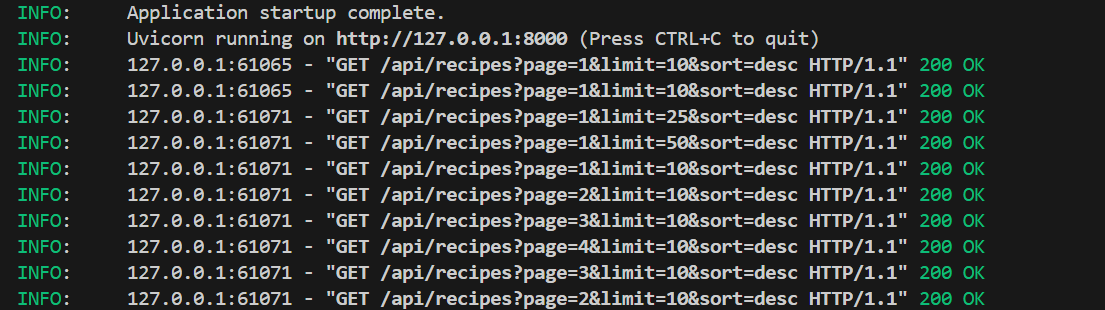 INFO:     Application startup complete.
INFO:     Uvicorn running on http://127.0.0.1:8000 (Press CTRL+C to quit)
INFO:     127.0.0.1:61065 - "GET /api/recipes?page=1&limit=10&sort=desc HTTP/1.1" 200 OK
INFO:     127.0.0.1:61065 - "GET /api/recipes?page=1&limit=10&sort=desc HTTP/1.1" 200 OK
INFO:     127.0.0.1:61071 - "GET /api/recipes?page=1&limit=25&sort=desc HTTP/1.1" 200 OK
INFO:     127.0.0.1:61071 - "GET /api/recipes?page=1&limit=50&sort=desc HTTP/1.1" 200 OK
INFO:     127.0.0.1:61071 - "GET /api/recipes?page=1&limit=10&sort=desc HTTP/1.1" 200 OK
INFO:     127.0.0.1:61071 - "GET /api/recipes?page=2&limit=10&sort=desc HTTP/1.1" 200 OK
INFO:     127.0.0.1:61071 - "GET /api/recipes?page=3&limit=10&sort=desc HTTP/1.1" 200 OK
INFO:     127.0.0.1:61071 - "GET /api/recipes?page=4&limit=10&sort=desc HTTP/1.1" 200 OK
INFO:     127.0.0.1:61071 - "GET /api/recipes?page=3&limit=10&sort=desc HTTP/1.1" 200 OK
INFO:     127.0.0.1:61071 - "GET /api/recipes?page=2&limit=10&sort=desc HTTP/1.1" 200 OK